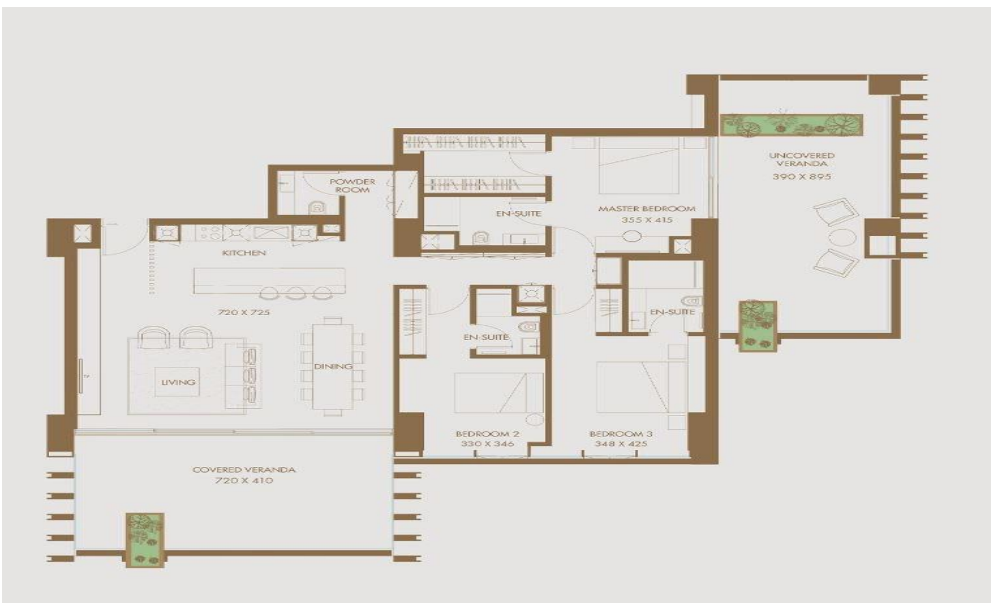 POWDER
ROOM
EN-SUITE
MASTER BEDROOM
355 X 415
UNCOVERED
VERANDA
390 X 895
KITCHEN
720 X 725
LIVING
DINING
EN-SUITE
EN-SUITE
BEDROOM 2
330 X 346
BEDROOM 3
348 X 425
COVERED VERANDA
720 X 410